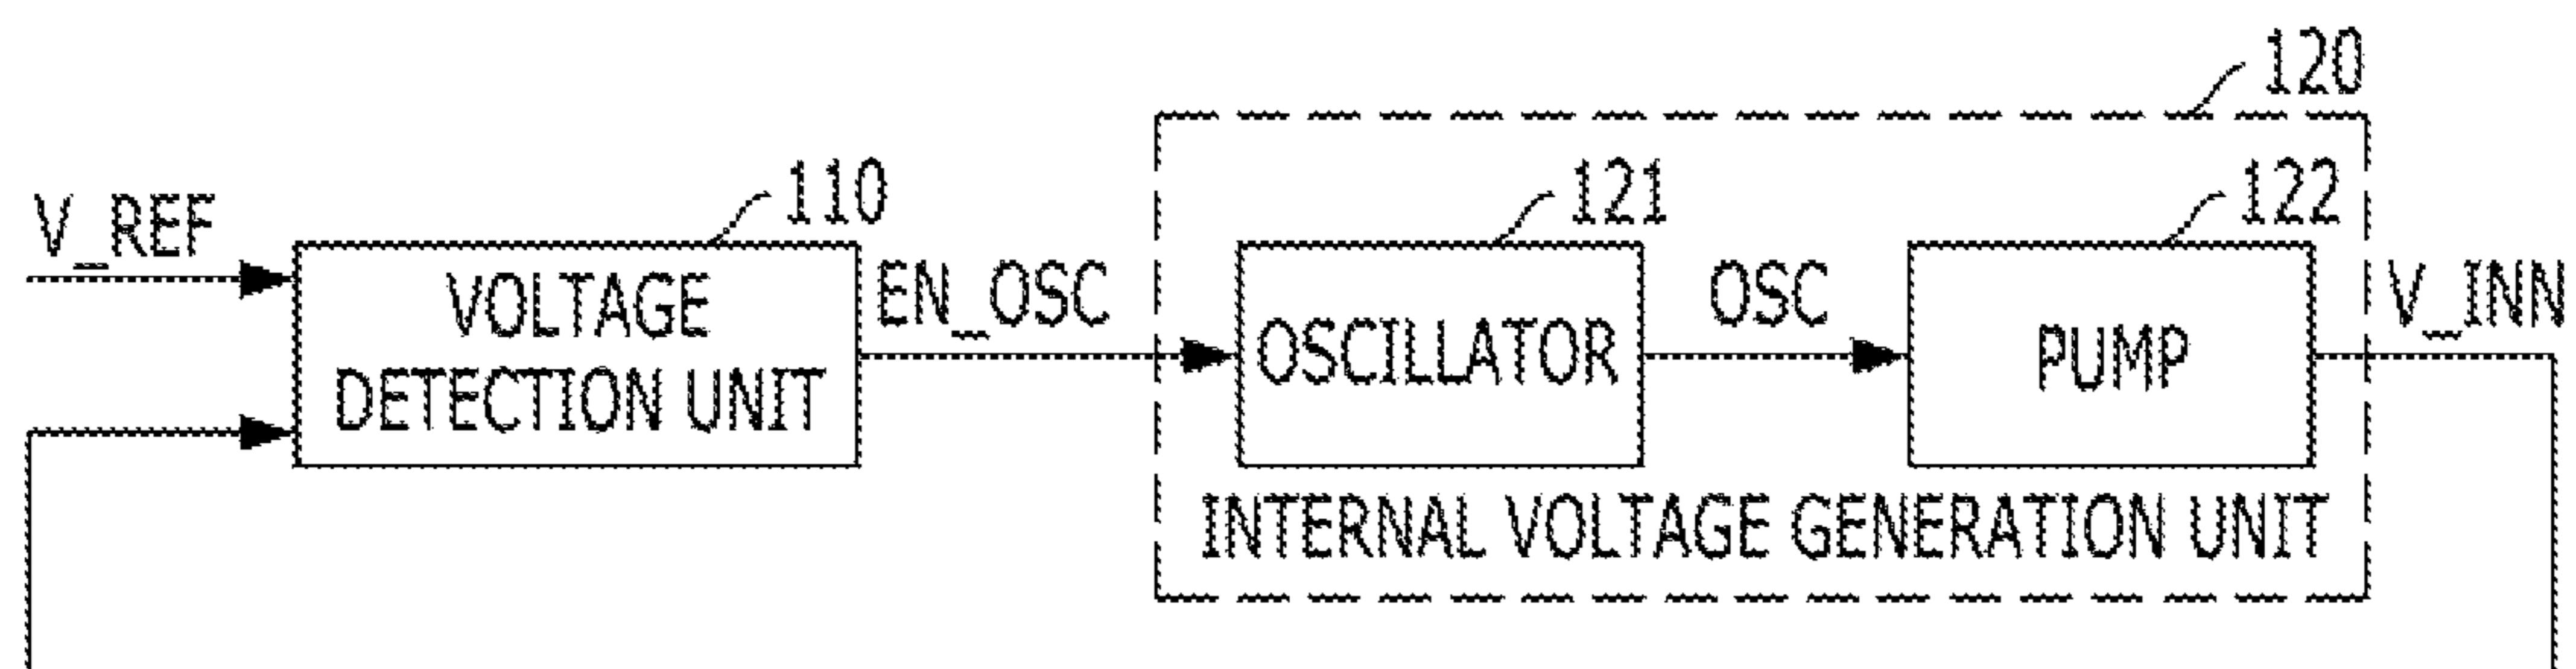 120
110
121
122
V_REF
VOLTAGE
DETECTION UNIT
EN_OSC
OSCILLATOR
OSC
PUMP
V_INN
INTERNAL VOLTAGE GENERATION UNIT